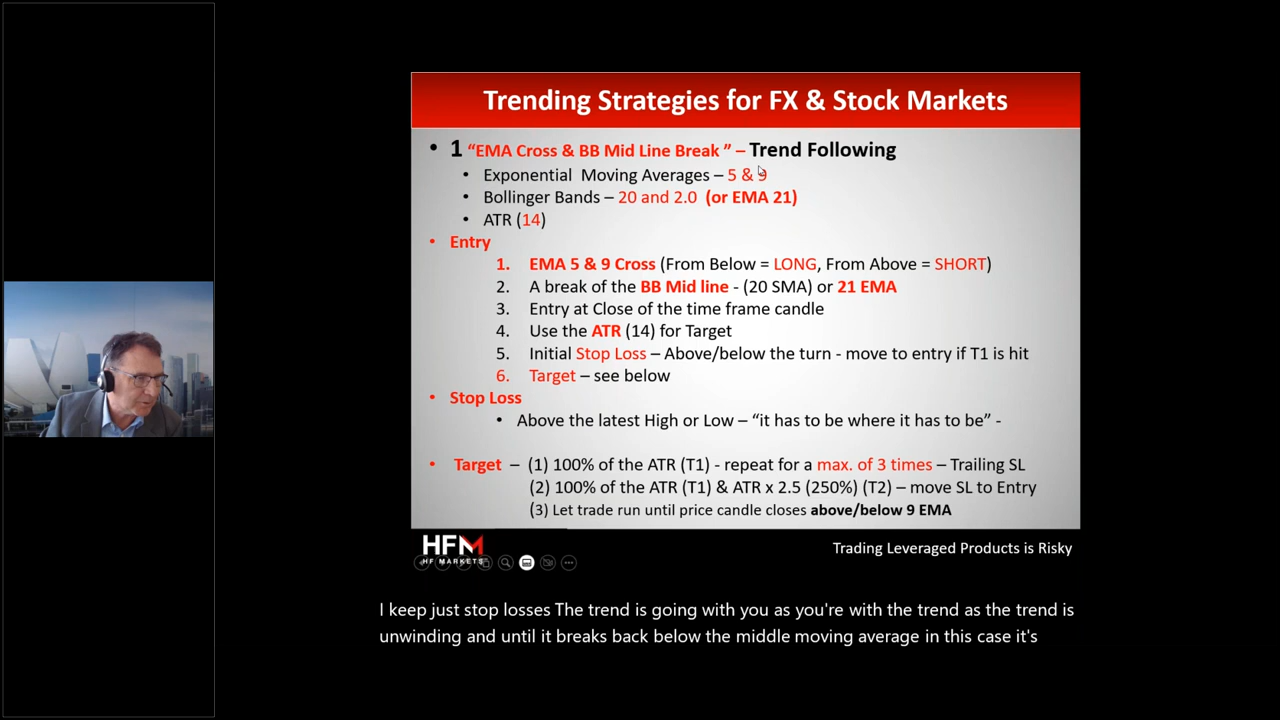 Trending Strategies for FX & Stock Markets
• 1 “EMA Cross & BB Mid Line Break ” – Trend Following
• Exponential Moving Averages – 5 & 9
• Bollinger Bands – 20 and 2.0 (or EMA 21)
• ATR (14)
• Entry
1. EMA 5 & 9 Cross (From Below = LONG, From Above = SHORT)
2. A break of the BB Mid line - (20 SMA) or 21 EMA
3. Entry at Close of the time frame candle
4. Use the ATR (14) for Target
5. Initial Stop Loss – Above/below the turn - move to entry if T1 is hit
6. Target – see below
• Stop Loss
• Above the latest High or Low – “it has to be where it has to be” -
• Target – (1) 100% of the ATR (T1) - repeat for a max. of 3 times – Trailing SL
(2) 100% of the ATR (T1) & ATR x 2.5 (250%) (T2) – move SL to Entry
(3) Let trade run until price candle closes above/below 9 EMA
HFM
HF MARKETS
Trading Leveraged Products is Risky
I keep just stop losses The trend is going with you as you're with the trend as the trend is
unwinding and until it breaks back below the middle moving average in this case it's